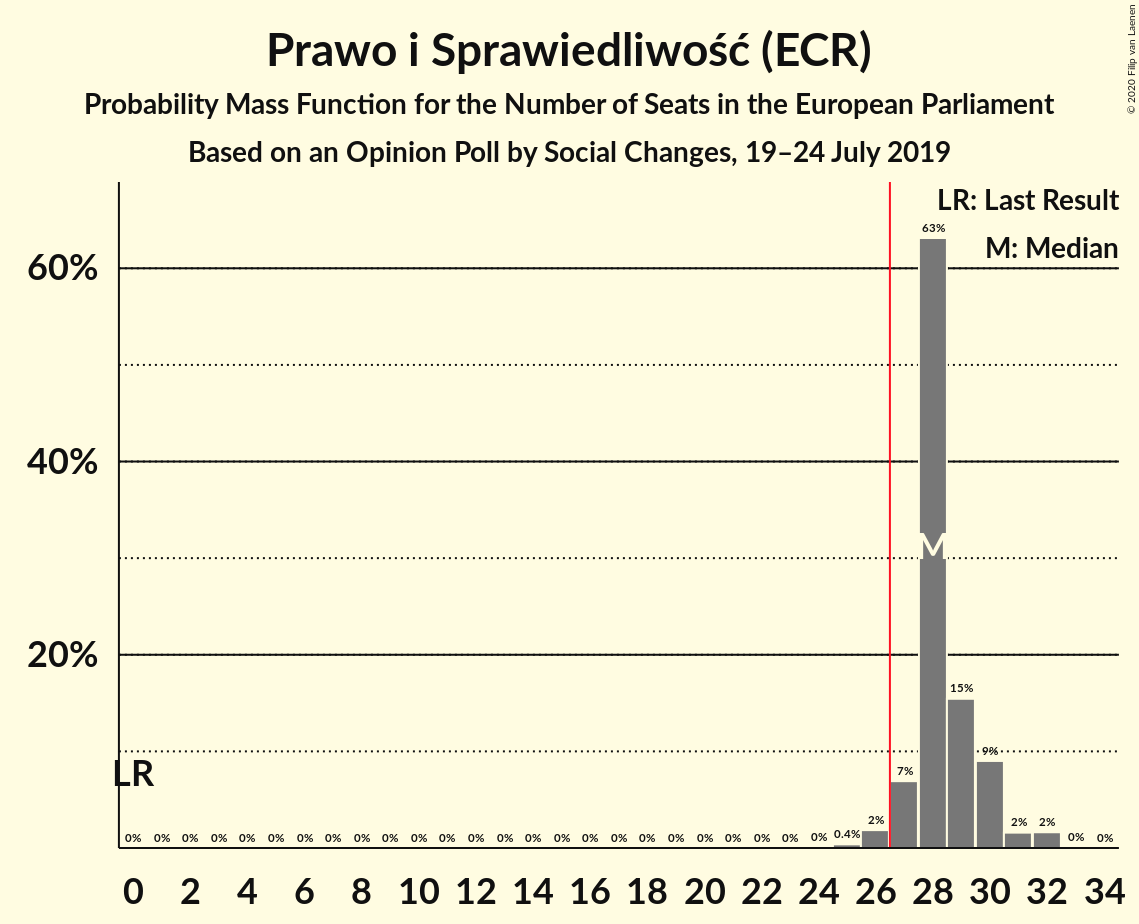 Prawo i Sprawiedliwość (ECR)
Probability Mass Function for the Number of Seats in the European Parliament
Based on an Opinion Poll by Social Changes, 19–24 July 2019
© 2020 Filip van Laenen
LR: Last Result
M: Median
63%
60%
40%
M
20%
15%
9%
7%
LR
0% 0% 0% 0% 0% 0% 0% 0% 0% 0% 0% 0% 0% 0% 0% 0% 0% 0% 0% 0% 0% 0% 0% 0% 0% 0.4% 2% 2% 2% 0% 0%
0 2 4 6 8 10 12 14 16 18 20 22 24 26 28 30 32 34